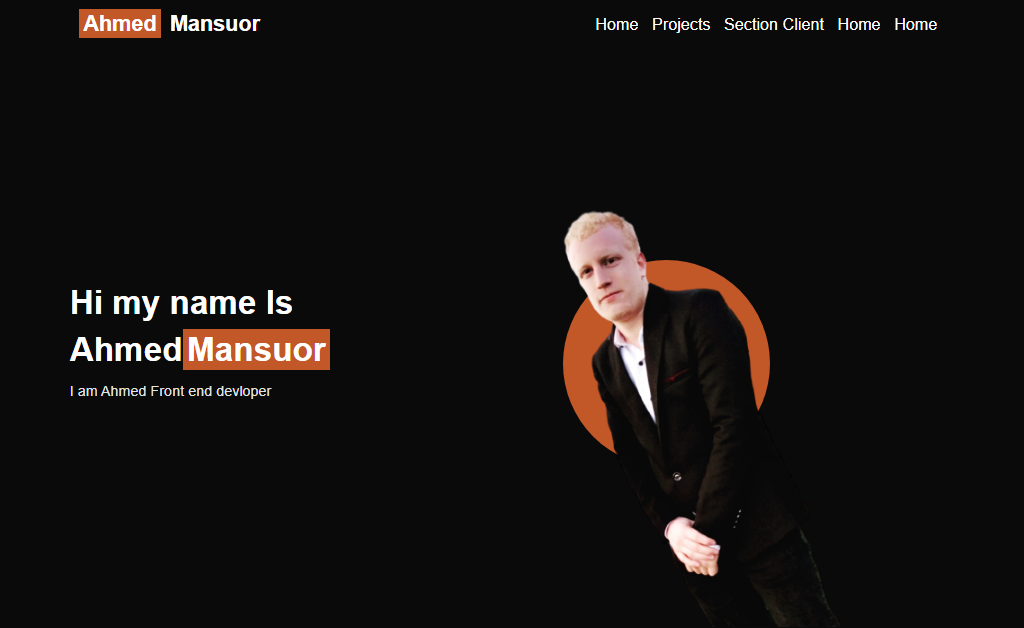 Ahmed Mansuor
Home Projects Section Client Home Home
Hi my name Is
Ahmed Mansuor
I am Ahmed Front end devloper